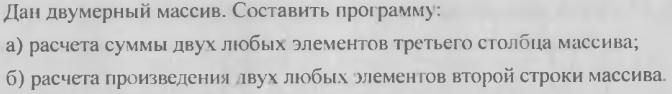 Дан двумерный массив. Составить программу:
а) расчета суммы двух любых элементов третьего столбца массива;
б) расчета произведения двух любых элементов второй строки массива.